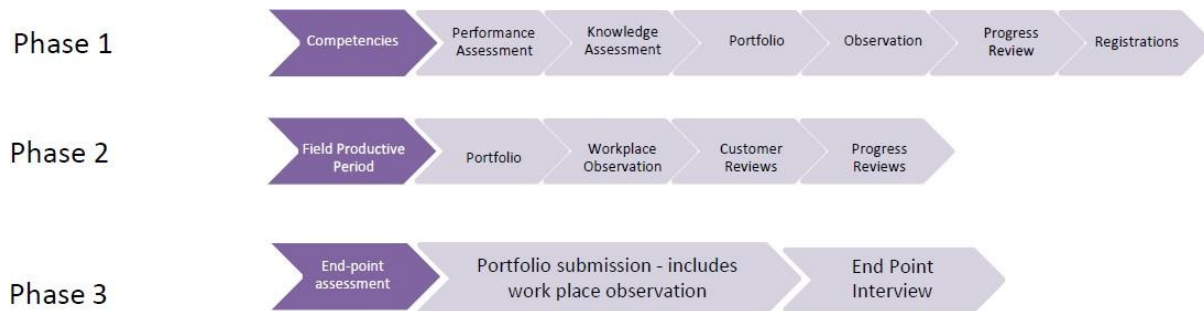 Phase 1
Competencies
Performance
Assessment
Knowledge
Assessment
Portfolio
Observation
Progress
Review
Registrations
Phase 2
Field Productive
Period
Portfolio
Workplace
Observation
Customer
Reviews
Progress
Reviews
Phase 3
End-point
assessment
Portfolio submission - includes
work place observation
End Point
Interview